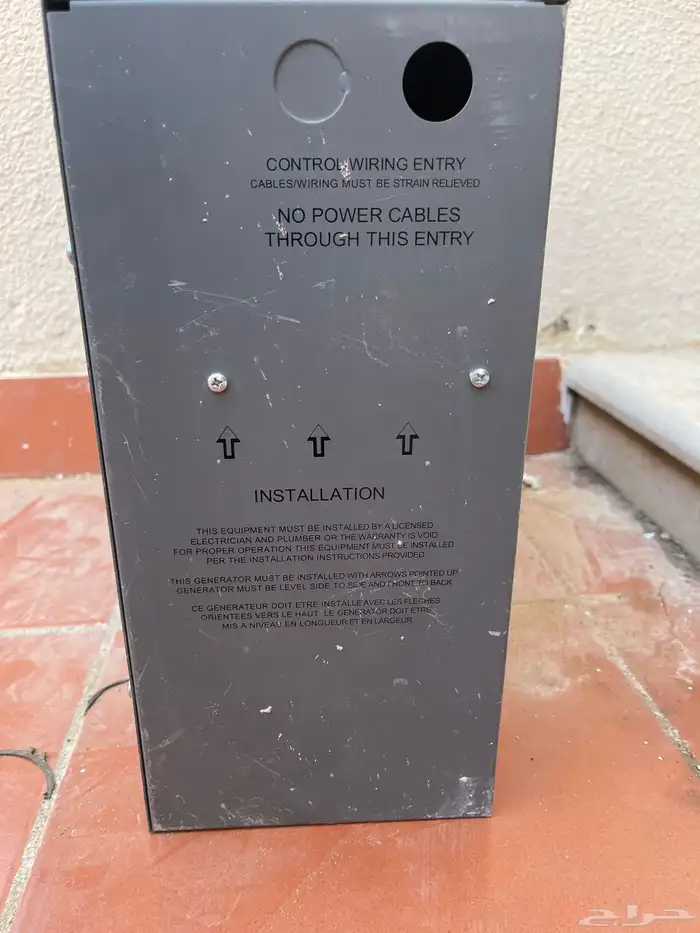 CONTROL WIRING ENTRY
CABLES/WIRING MUST BE STRAIN RELIEVED
NO POWER CABLES
THROUGH THIS ENTRY
INSTALLATION
THIS EQUIPMENT MUST BE INSTALLED BY A LICENSED
ELECTRICIAN AND PLUMBER OR THE WARRANTY IS VOID
FOR PROPER OPERATION THIS EQUIPMENT MUST BE INSTALLED
PER THE INSTALLATION INSTRUCTIONS PROVIDED
THIS GENERATOR MUST BE INSTALLED WITH ARROWS POINTED UP
GENERATOR MUST BE LEVEL SIDE TO SIDE AND FRONT TO BACK
CE GENERATEUR DOIT ETRE INSTALLE AVEC LES FLECHES
ORIENTEES VERS LE HAUT. LE GENERATOR DOIT ETRE
MIS A NIVEAU EN LONGUEUR ET EN LARGEUR
حراج